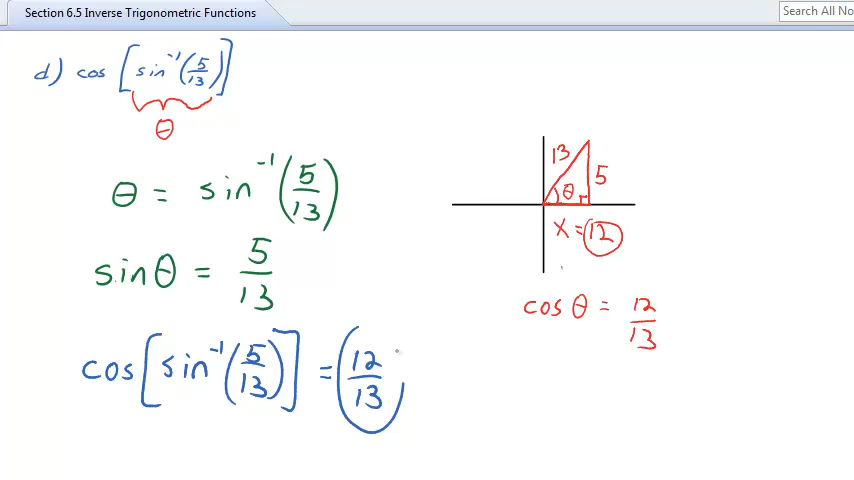 Section 6.5 Inverse Trigonometric Functions
Search All No
d) cos [sin⁻¹(5/13)]
θ
θ = sin⁻¹(5/13)
sinθ = 5/13
cos[sin⁻¹(5/13)] = 12/13
13
5
θ
x = 12
cos θ = 12/13